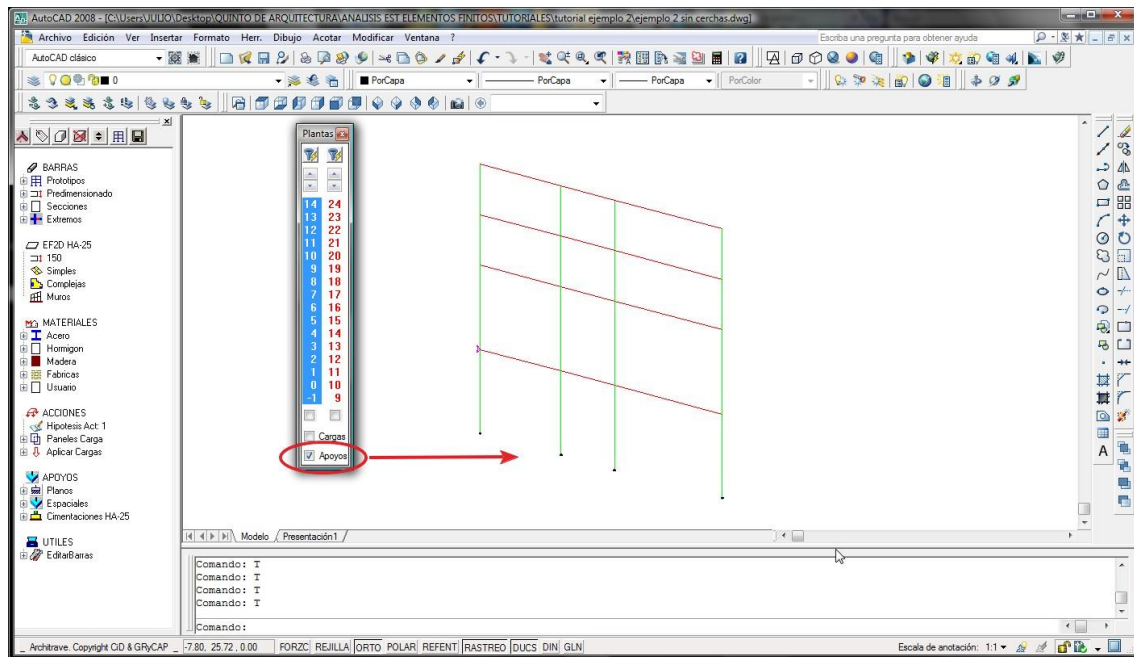 AutoCAD 2008 - [C:\Users\JULIO\Desktop\QUINTO DE ARQUITECTURA\ANALISIS EST ELEMENTOS FINITOS\TUTORIALES\tutorial ejemplo 2\ejemplo 2 sin cerchas.dwg]
Archivo Edición Ver Insertar Formato Herr. Dibujo Acotar Modificar Ventana ?
Escriba una pregunta para obtener ayuda
AutoCAD clásico
0
PorCapa
PorCapa
PorCapa
PorColor
BARRAS
Prototipos
Predimensionado
Secciones
Extremos
EF2D HA-25
150
Simples
Complejas
Muros
MATERIALES
Acero
Hormigon
Madera
Fabricas
Usuario
ACCIONES
Hipotesis Act: 1
Paneles Carga
Aplicar Cargas
APOYOS
Planos
Espaciales
Cimentaciones HA-25
UTILES
EditarBarras
Plantas
14 24
13 23
12 22
11 21
10 20
9 19
8 18
7 17
6 16
5 15
4 14
3 13
2 12
1 11
0 10
-1 9
Cargas
Apoyos
Modelo
Presentación1
Comando: T
Comando: T
Comando: T
Comando: T
Comando:
_ Architrave. Copyright CiD & GRyCAP _
-7.80, 25.72 , 0.00
FORZC REJILLA ORTO POLAR REFENT RASTREO DUCS DIN GLN
Escala de anotación: 1:1